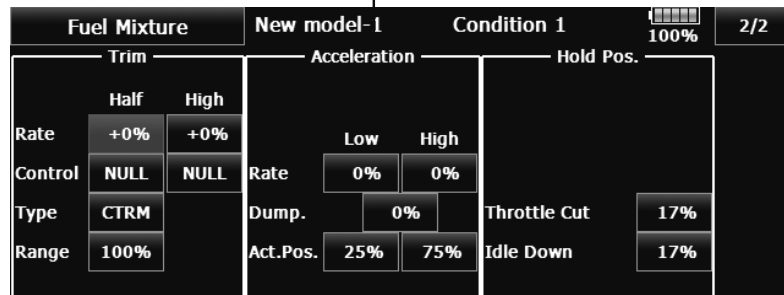 Fuel Mixture New model-1 Condition 1 100% 2/2
Trim Acceleration Hold Pos.
Half High
Rate +0% +0% Low High
Control NULL NULL Rate 0% 0%
Type CTRM Dump. 0% Throttle Cut 17%
Range 100% Act.Pos. 25% 75% Idle Down 17%